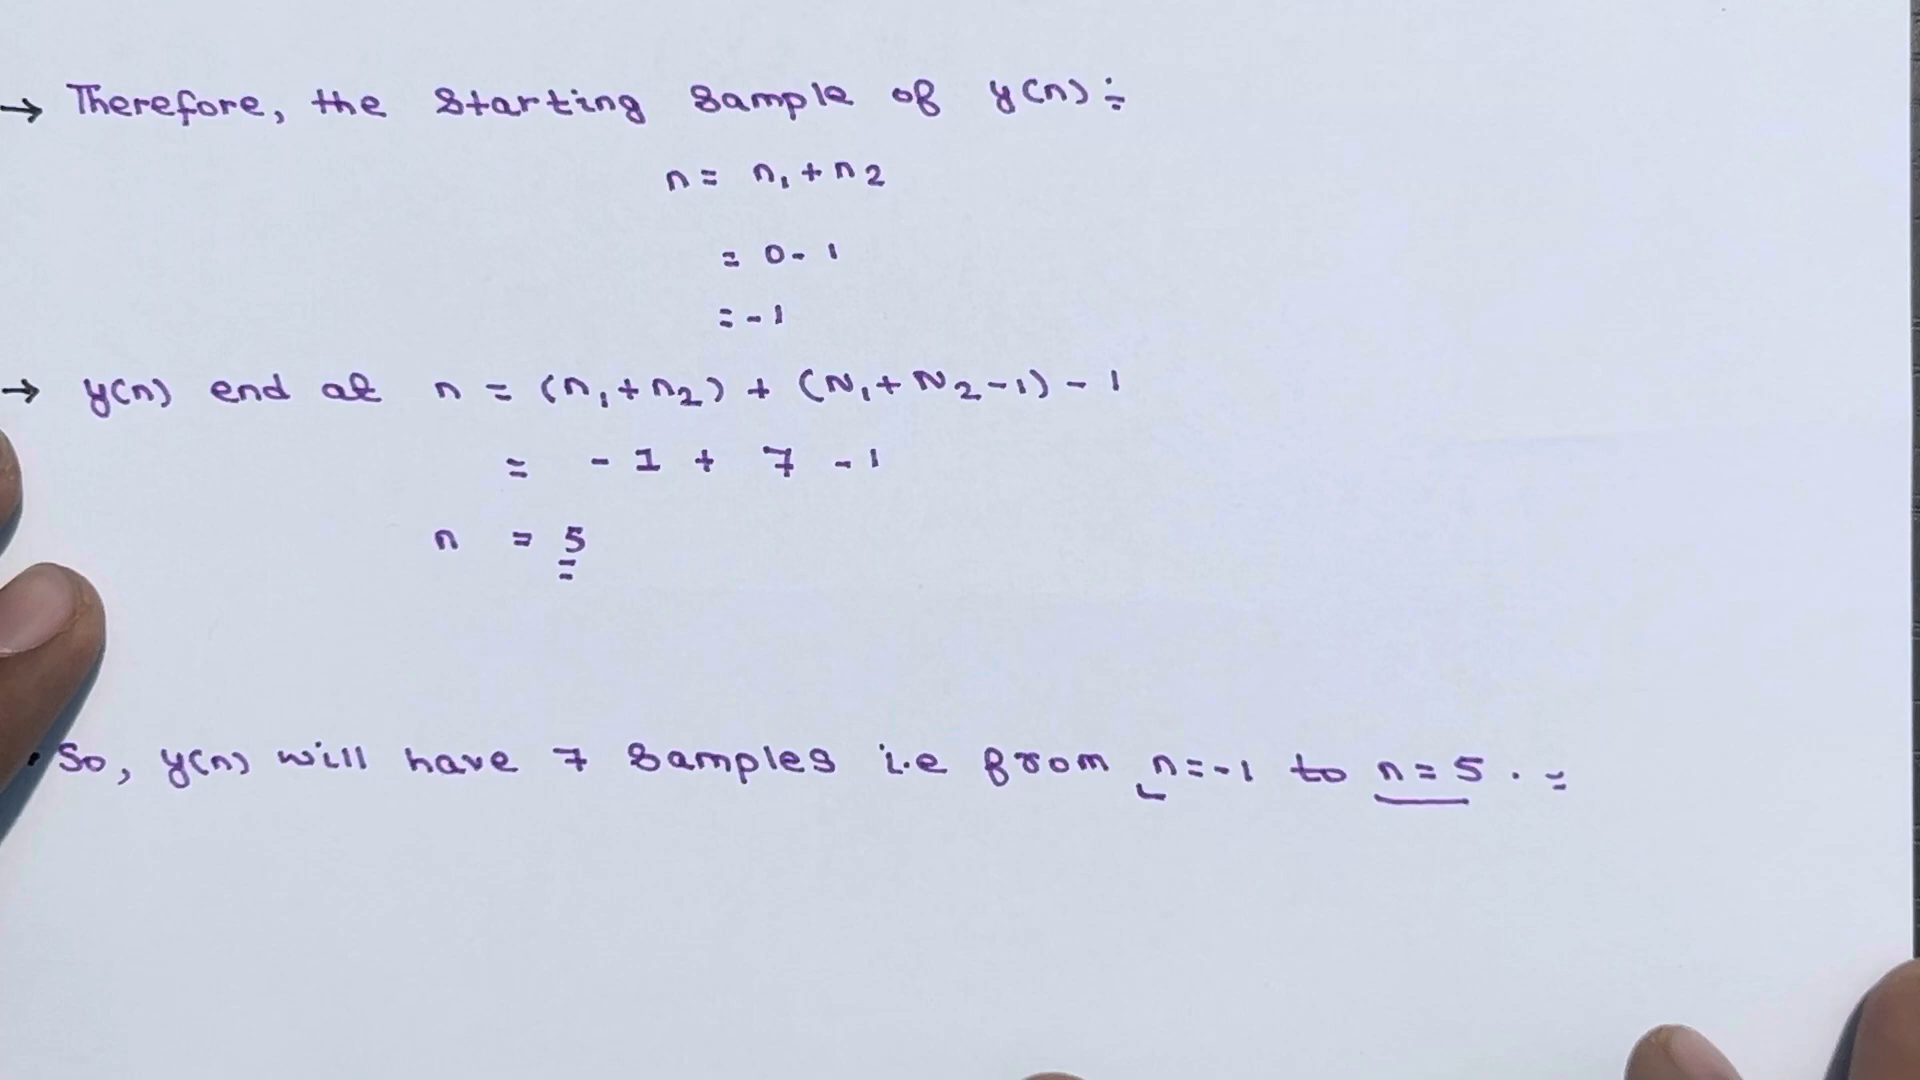 → Therefore, the starting sample of y(n):
n = n₁ + n₂
= 0 - 1
= - 1
→ y(n) end at n = (n₁ + n₂) + (N₁ + N₂ - 1) - 1
= - 1 + 7 - 1
n = 5
• So, y(n) will have 7 samples i.e from n = -1 to n = 5 .